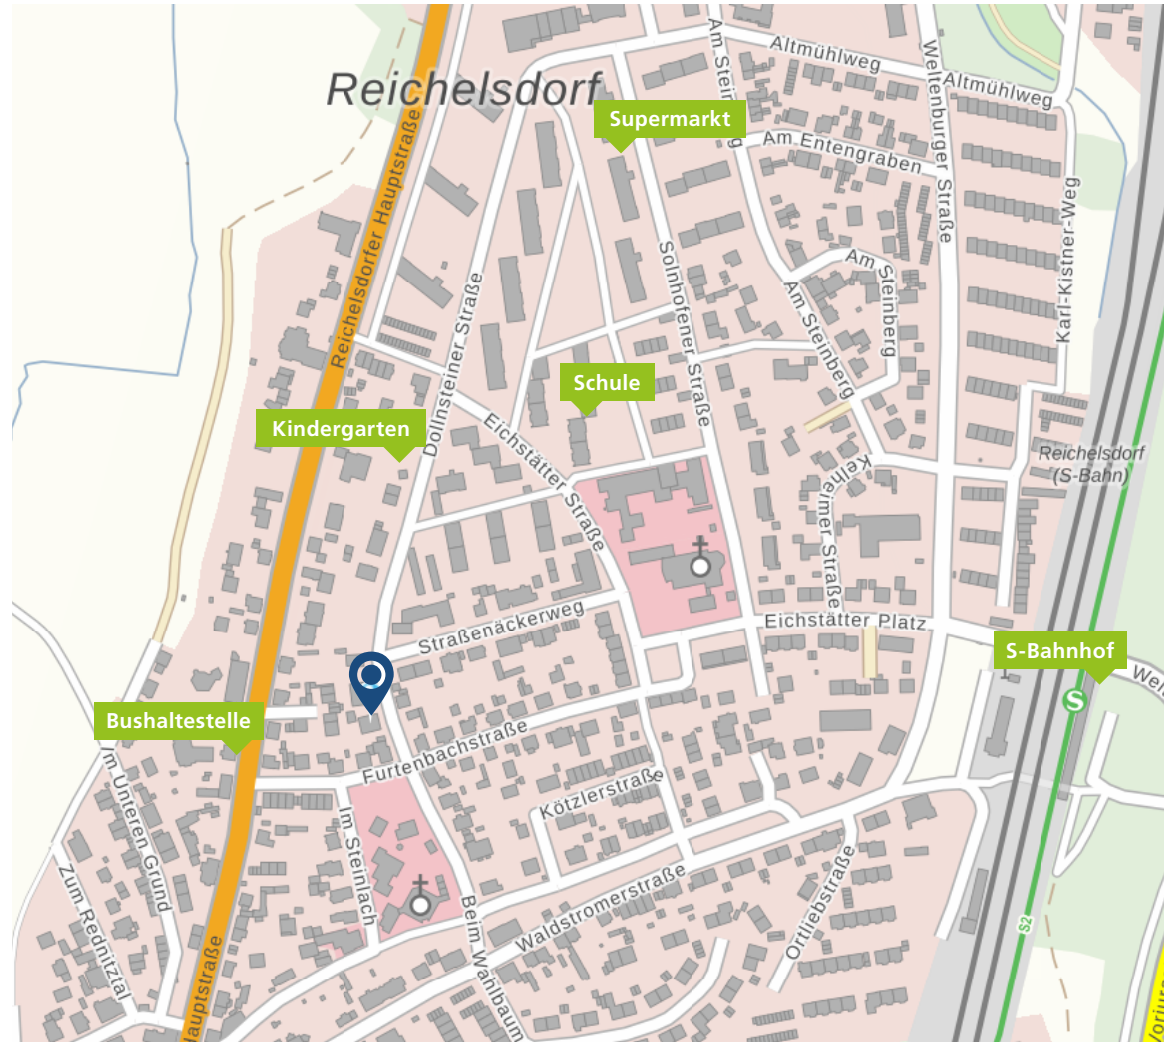 Am Steinberg
Altmühlweg
Weltenburger Straße
Altmühlweg
Reichelsdorf
Supermarkt
Am Entengraben
Reichelsdorfer Hauptstraße
Karl-Kistner-Weg
Solnhofener Straße
Am Steinberg
Am Steinberg
Dollnsteiner Straße
Schule
Kindergarten
Eichstätter Straße
Reichelsdorf
(S-Bahn)
Kelheimer Straße
Straßenäckerweg
Eichstätter Platz
S-Bahnhof
S
Bushaltestelle
Furtenbachstraße
Im Unteren Grund
Kötzlerstraße
Im Steinlach
Zum Rednitztal
Waldstromerstraße
Ortliebstraße
Beim Wahlbaum
S2
Hauptstraße